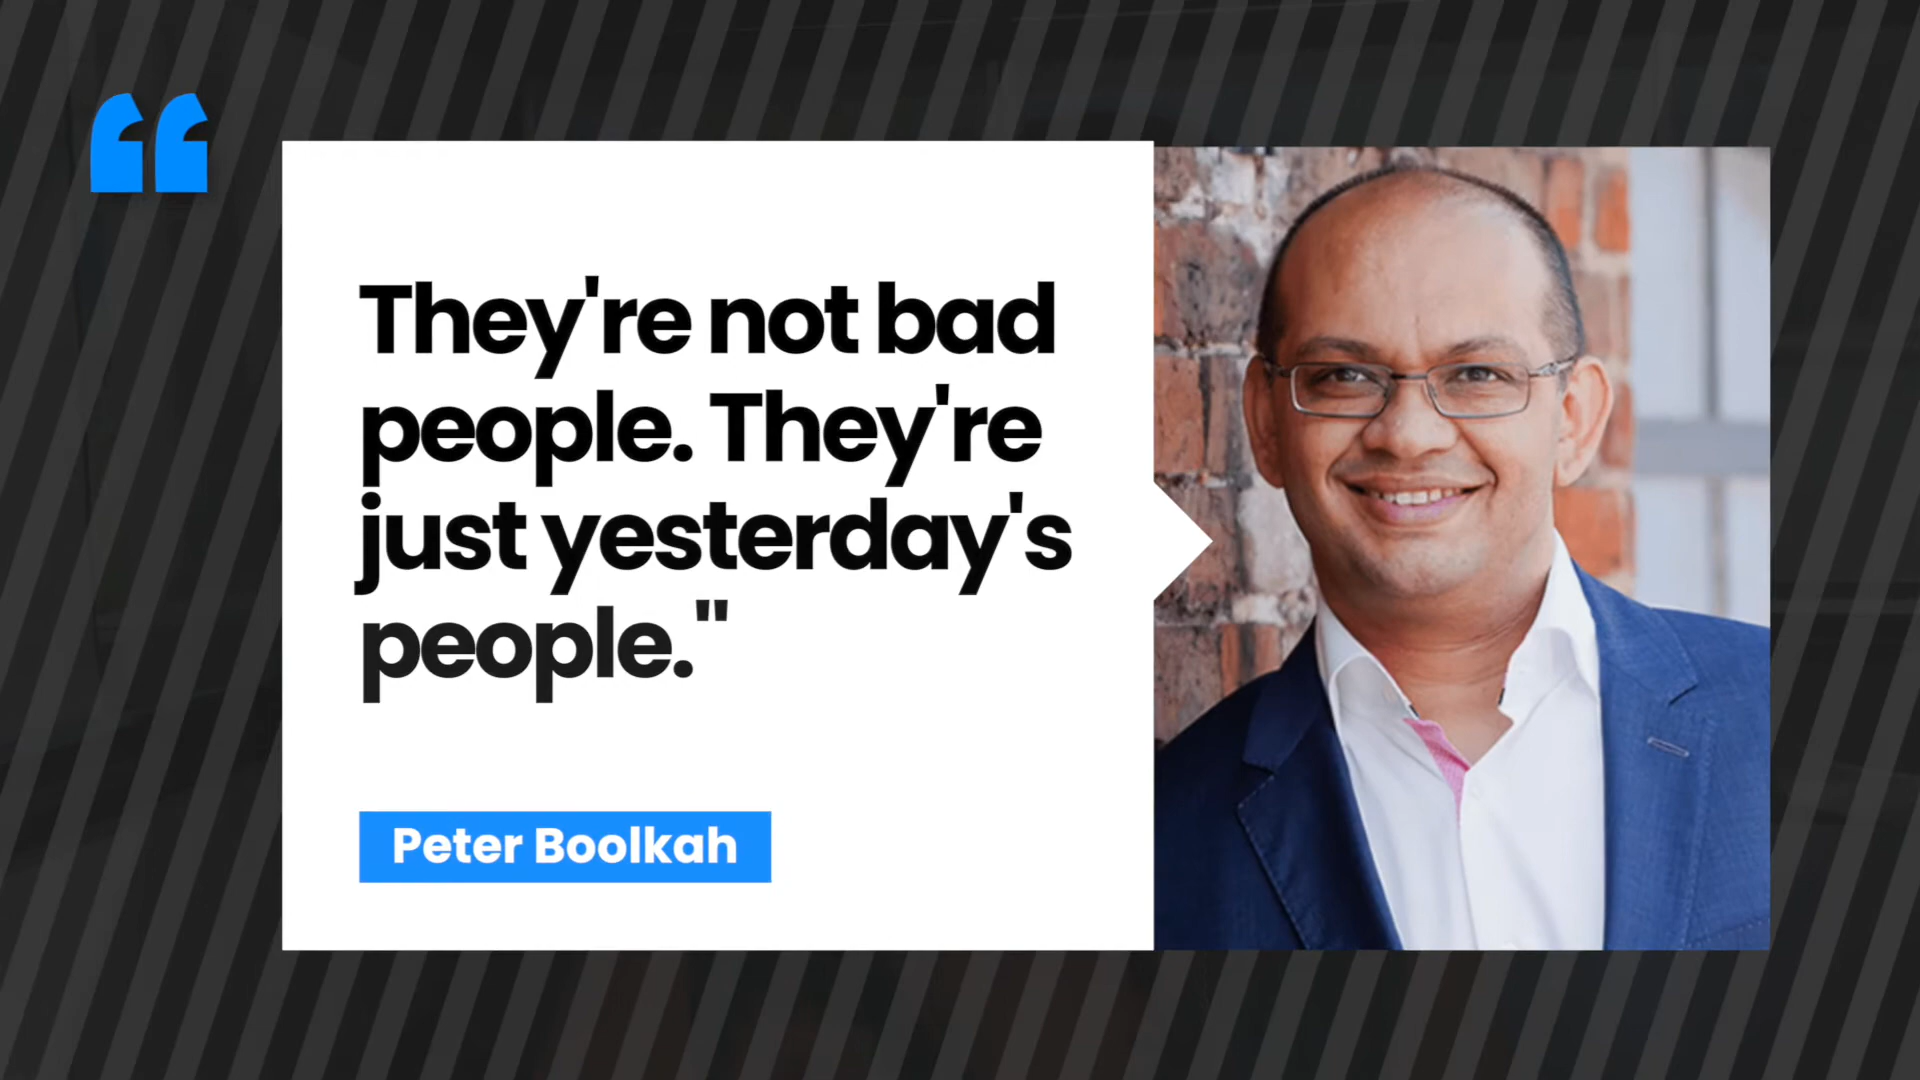 “
They're not bad
people. They're
just yesterday's
people."
Peter Boolkah